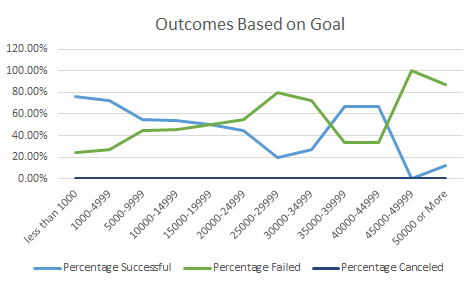 Outcomes Based on Goal
120.00%
100.00%
80.00%
60.00%
40.00%
20.00%
0.00%
less than 1000
1000-4999
5000-9999
10000-14999
15000-19999
20000-24999
25000-29999
30000-34999
35000-39999
40000-44999
45000-49999
50000 or More
Percentage Successful
Percentage Failed
Percentage Canceled